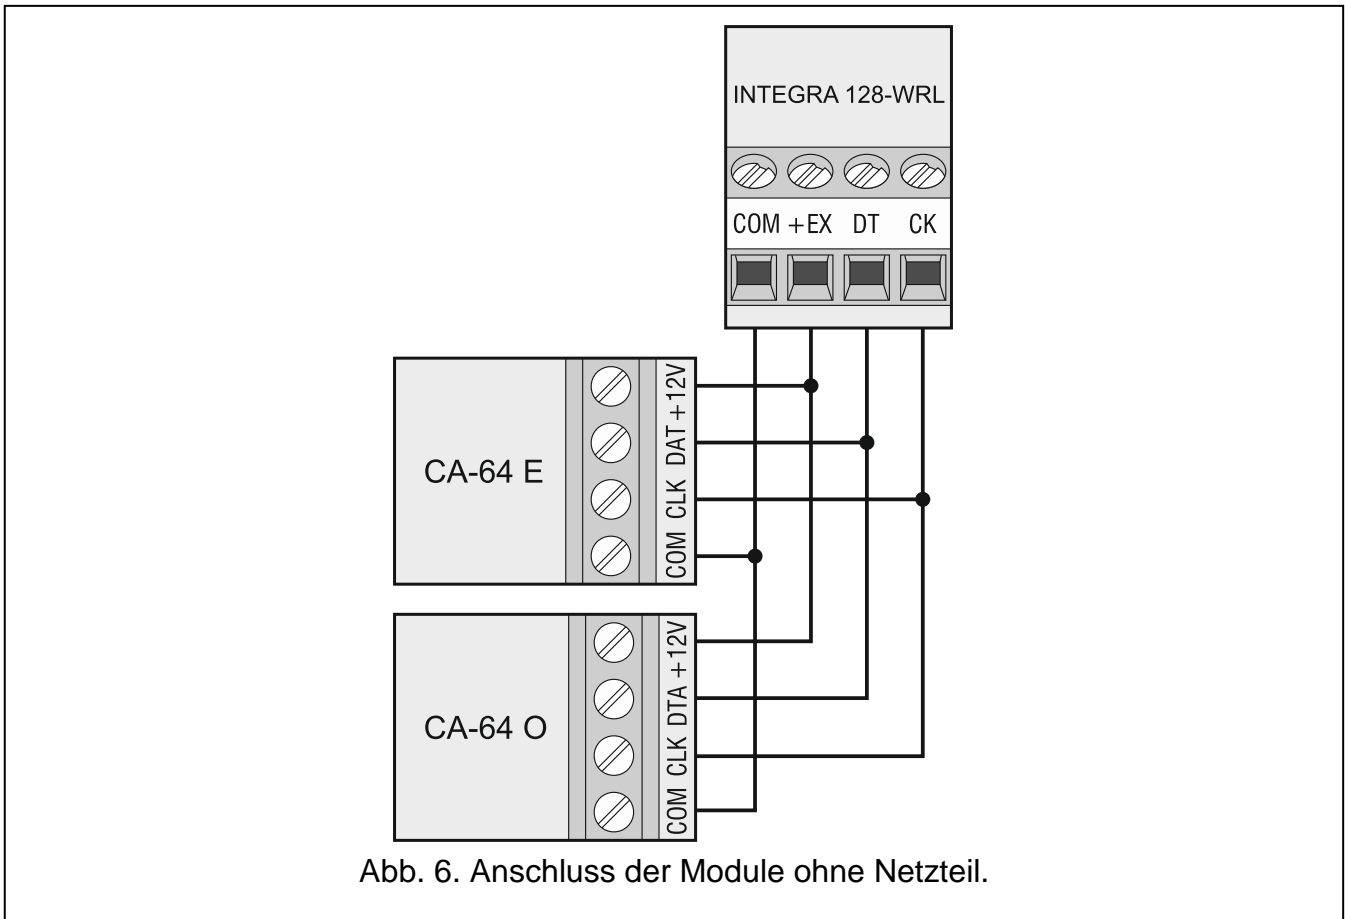 INTEGRA 128-WRL
COM +EX DT CK
CA-64 E
COM CLK DAT +12V
CA-64 O
COM CLK DTA +12V
Abb. 6. Anschluss der Module ohne Netzteil.